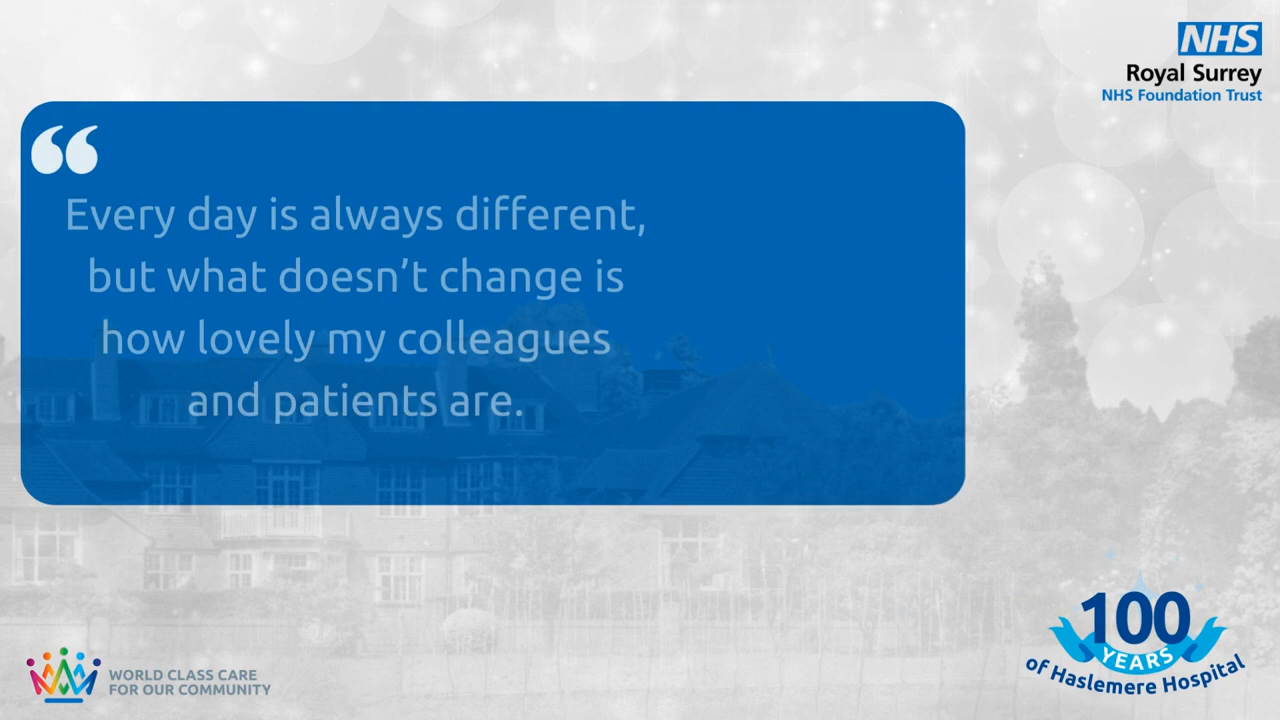 NHS
Royal Surrey
NHS Foundation Trust
“
Every day is always different,
but what doesn’t change is
how lovely my colleagues
and patients are.
100
YEARS
of Haslemere Hospital
WORLD CLASS CARE
FOR OUR COMMUNITY